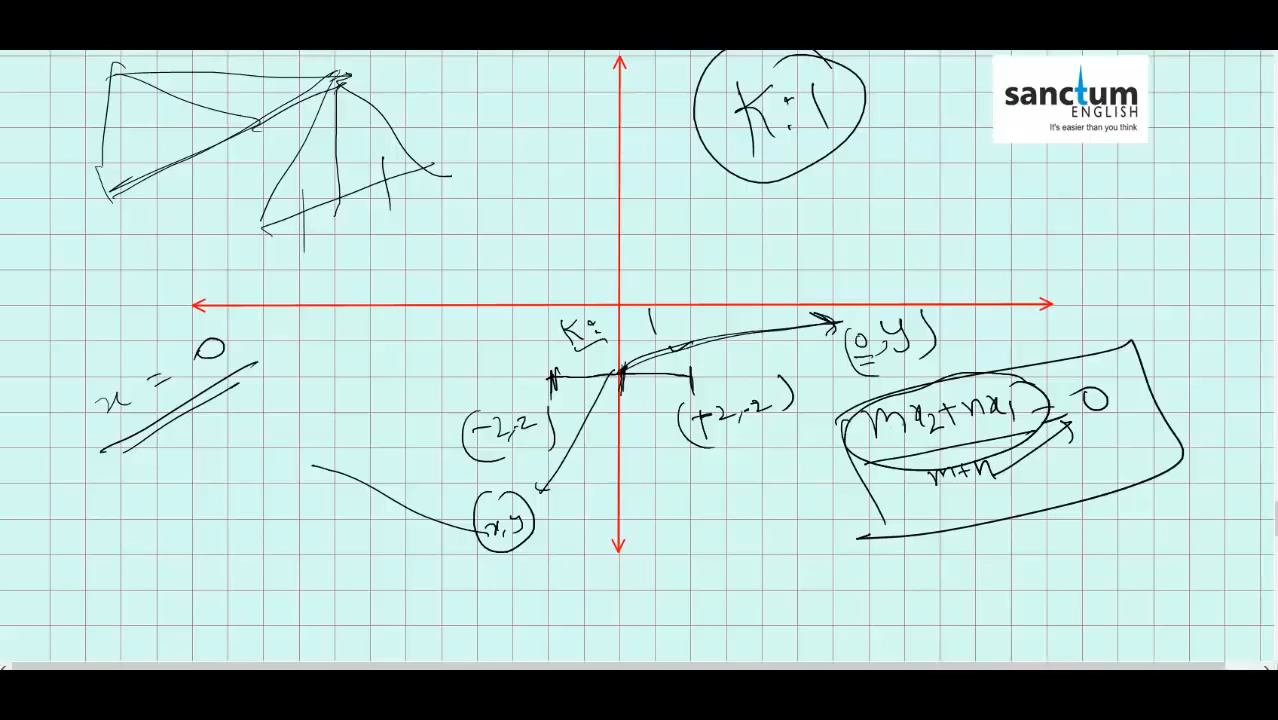 K:1
sanctum
ENGLISH
It's easier than you think
K: 1
(0,y)
x = 0
(-2,-2)
(+2,-2)
mx₂+nx₁ = 0
m+n
x,y